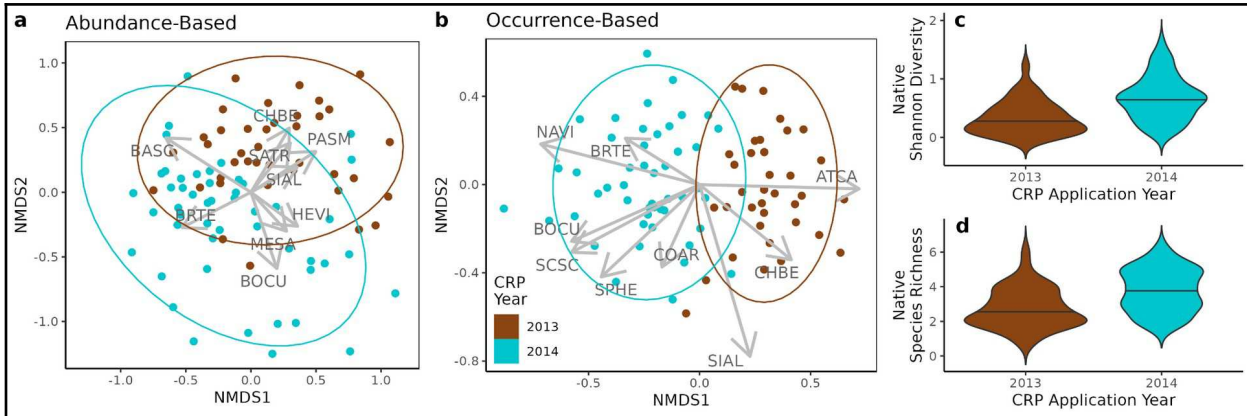 a Abundance-Based
1.0
0.5
0.0
-0.5
-1.0
NMDS2
CHBE
PASM
BASC
SATR
SIAL
BRTE
HEVI
MESA
BOCU
-1.0 -0.5 0.0 0.5 1.0
NMDS1
b Occurrence-Based
0.4
0.0
-0.4
-0.8
NMDS2
NAVI
BRTE
ATCA
BOCU
SCSC
COAR
CHBE
SPHE
SIAL
CRP
Year
2013
2014
-0.5 0.0 0.5
NMDS1
c
Native
Shannon Diversity
2
1
0
2013 2014
CRP Application Year
d
Native
Species Richness
6
4
2
0
2013 2014
CRP Application Year